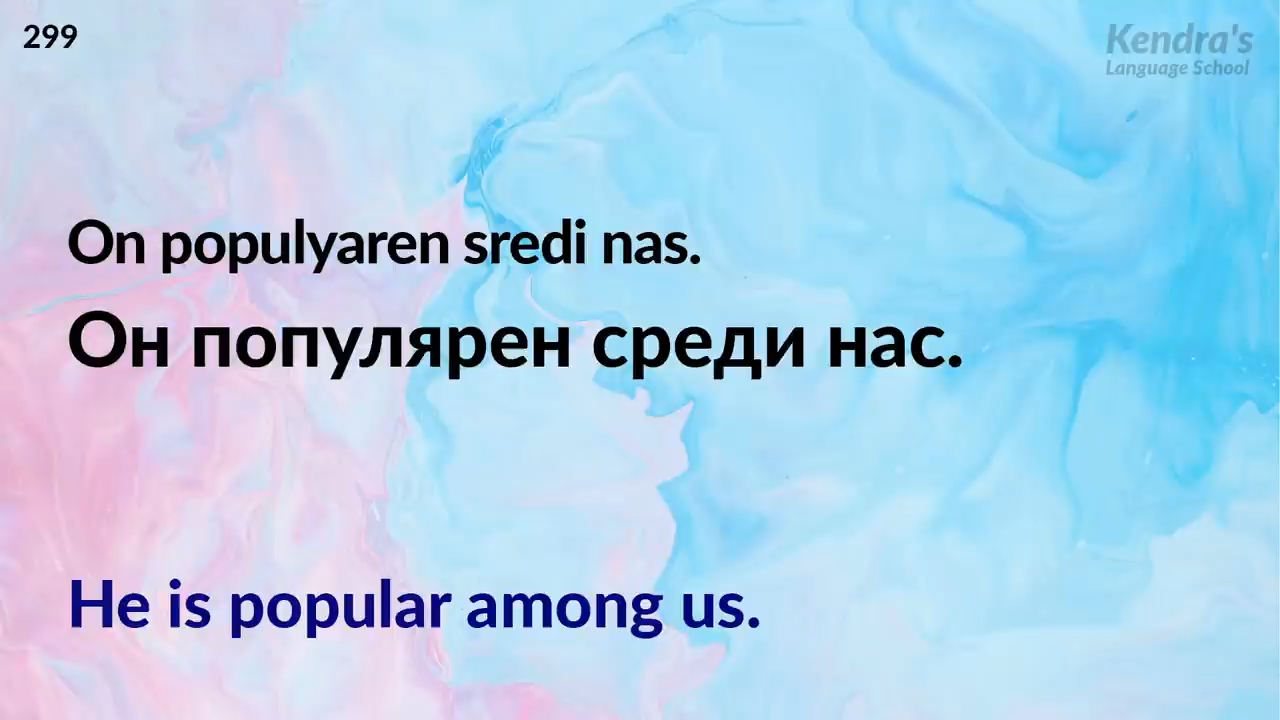 299
Kendra's
Language School
On populyaren sredi nas.
Он популярен среди нас.
He is popular among us.